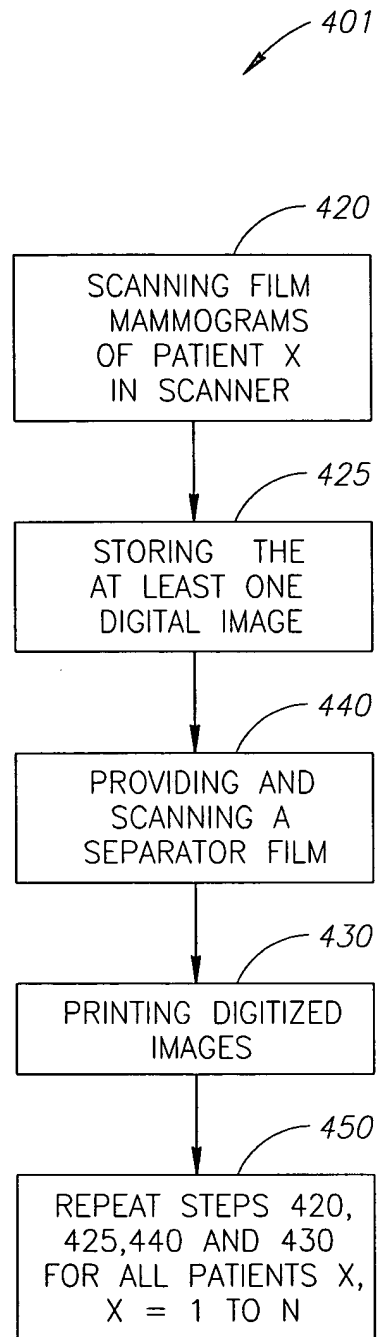 401
420
SCANNING FILM
MAMMOGRAMS
OF PATIENT X
IN SCANNER
425
STORING THE
AT LEAST ONE
DIGITAL IMAGE
440
PROVIDING AND
SCANNING A
SEPARATOR FILM
430
PRINTING DIGITIZED
IMAGES
450
REPEAT STEPS 420,
425,440 AND 430
FOR ALL PATIENTS X,
X = 1 TO N